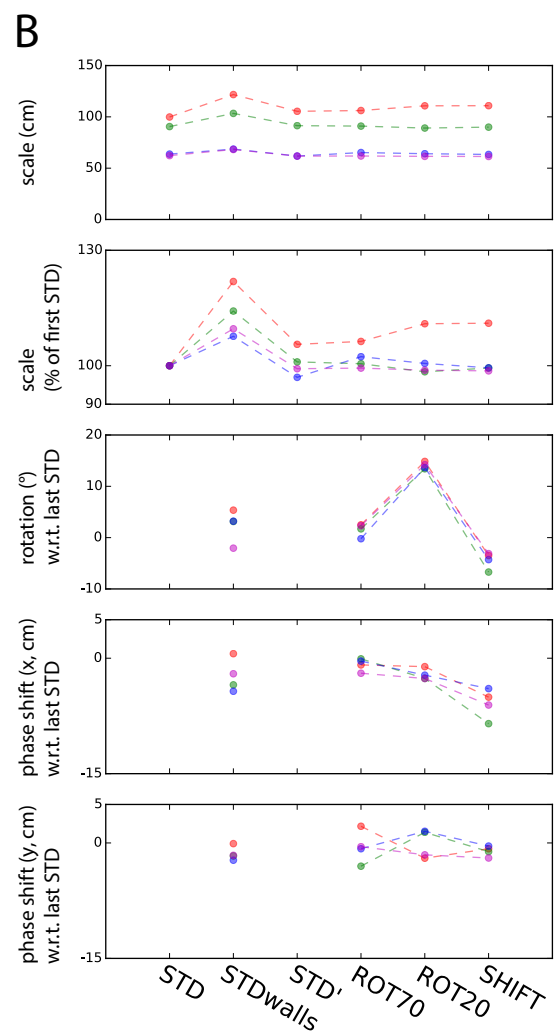 B
150
100
50
0
scale (cm)
130
100
90
scale
(% of first STD)
20
10
0
-10
rotation (°)
w.r.t. last STD
5
0
-15
phase shift (x, cm)
w.r.t. last STD
5
0
-15
phase shift (y, cm)
w.r.t. last STD
STD
STDwalls
STD'
ROT70
ROT20
SHIFT